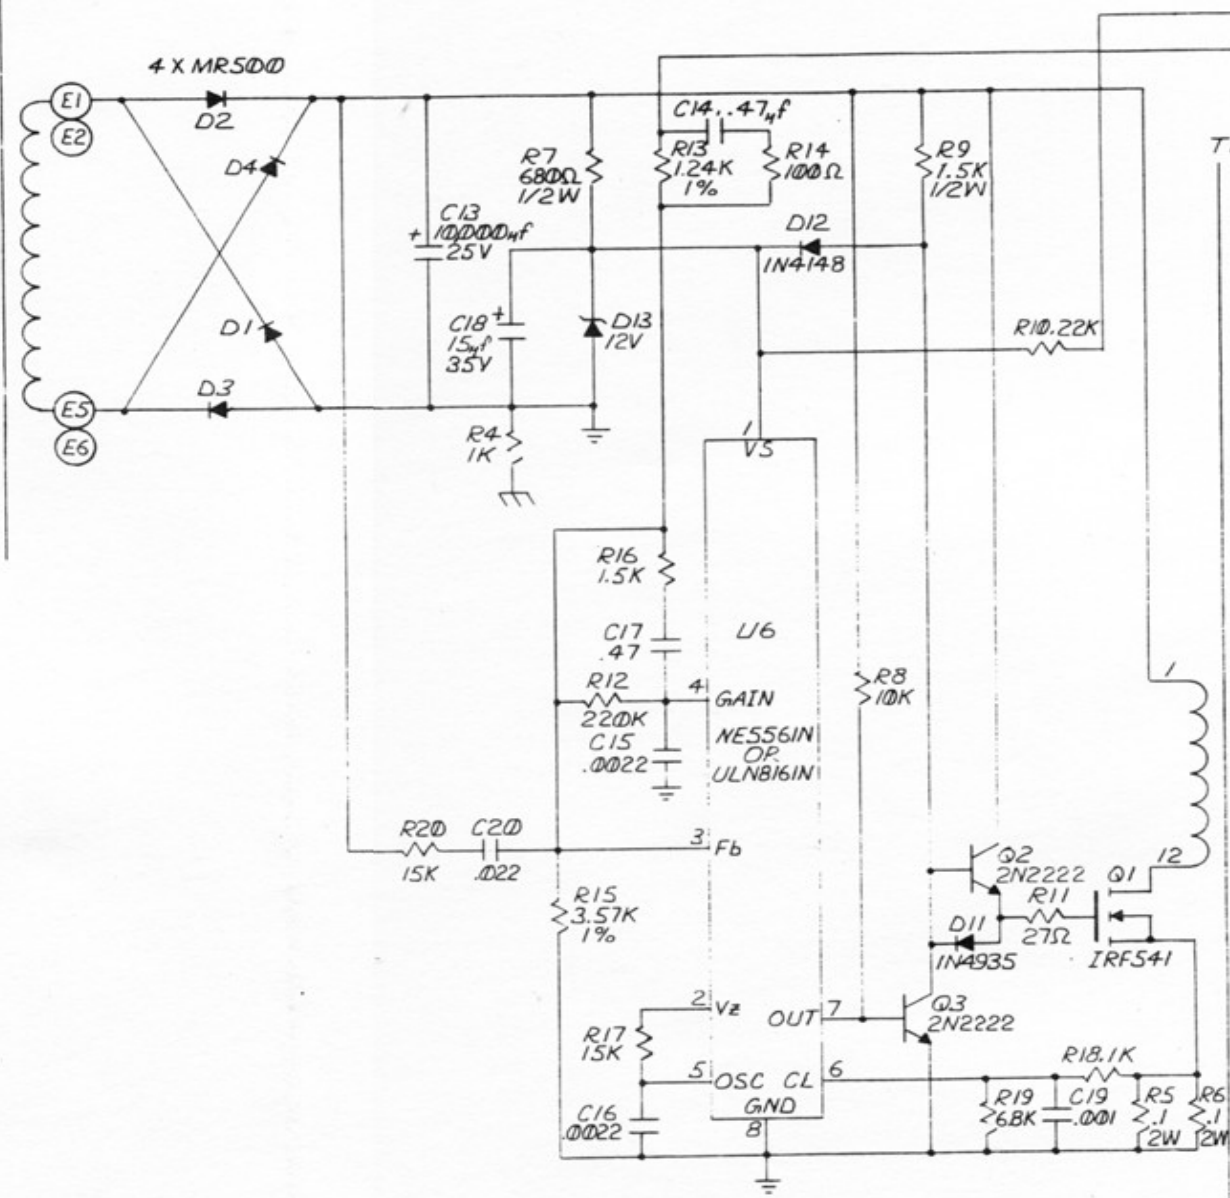 4 X MR500
E1
E2
D2
D4
D1
D3
E5
E6
C13
+ 10,000µf
25V
R7
680Ω
1/2W
C14, .47µf
R13
1.24K
1%
R14
100Ω
R9
1.5K
1/2W
D12
1N4148
C18 +
15µf
35V
D13
12V
R10.22K
T
R4
1K
1
VS
R16
1.5K
C17
.47
U6
R12
220K
4 GAIN
R8
10K
C15
.0022
NE5561N
OR
ULN8161N
1
12
R20
15K
C20
.022
3 Fb
R15
3.57K
1%
Q2
2N2222
R11
27Ω
Q1
IRF541
D11
1N4935
2 Vz
OUT 7
Q3
2N2222
R17
15K
5 OSC CL 6
GND
8
C16
.0022
R18.1K
R19
6.8K
C19
.001
R5
.1
2W
R6
.1
2W